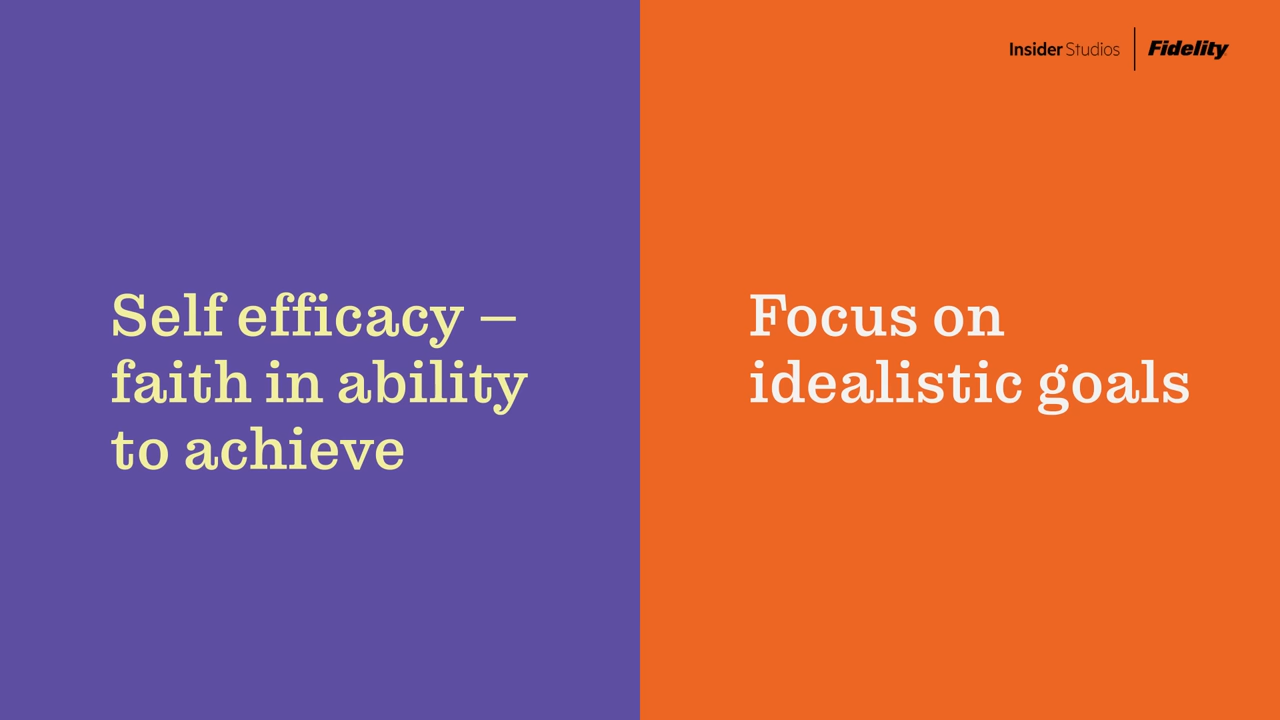 Insider Studios | Fidelity
Self efficacy –
faith in ability
to achieve
Focus on
idealistic goals